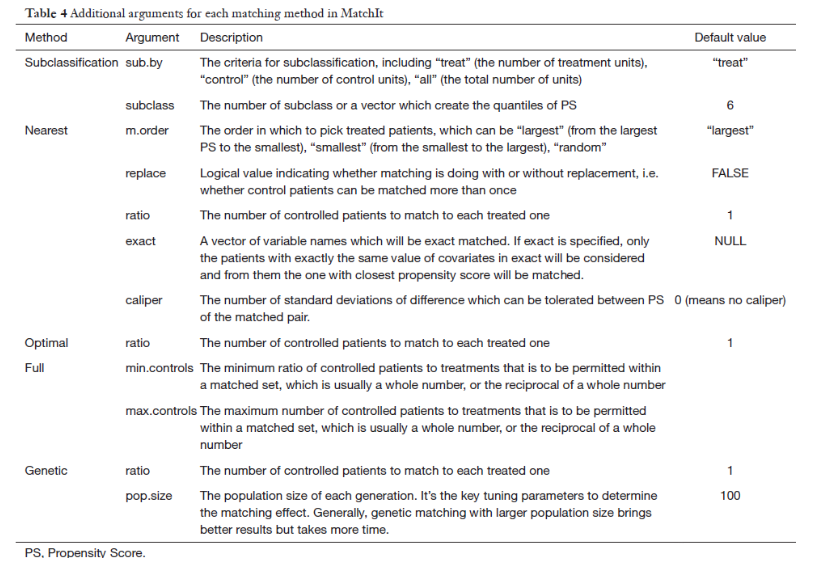 Table 4 Additional arguments for each matching method in MatchIt
Method Argument Description Default value
Subclassification sub.by The criteria for subclassification, including “treat” (the number of treatment units), “treat”
“control” (the number of control units), “all” (the total number of units)
subclass The number of subclass or a vector which create the quantiles of PS 6
Nearest m.order The order in which to pick treated patients, which can be “largest” (from the largest “largest”
PS to the smallest), “smallest” (from the smallest to the largest), “random”
replace Logical value indicating whether matching is doing with or without replacement, i.e. FALSE
whether control patients can be matched more than once
ratio The number of controlled patients to match to each treated one 1
exact A vector of variable names which will be exact matched. If exact is specified, only NULL
the patients with exactly the same value of covariates in exact will be considered
and from them the one with closest propensity score will be matched.
caliper The number of standard deviations of difference which can be tolerated between PS 0 (means no caliper)
of the matched pair.
Optimal ratio The number of controlled patients to match to each treated one 1
Full min.controls The minimum ratio of controlled patients to treatments that is to be permitted within
a matched set, which is usually a whole number, or the reciprocal of a whole number
max.controls The maximum number of controlled patients to treatments that is to be permitted
within a matched set, which is usually a whole number, or the reciprocal of a whole
number
Genetic ratio The number of controlled patients to match to each treated one 1
pop.size The population size of each generation. It’s the key tuning parameters to determine 100
the matching effect. Generally, genetic matching with larger population size brings
better results but takes more time.
PS, Propensity Score.